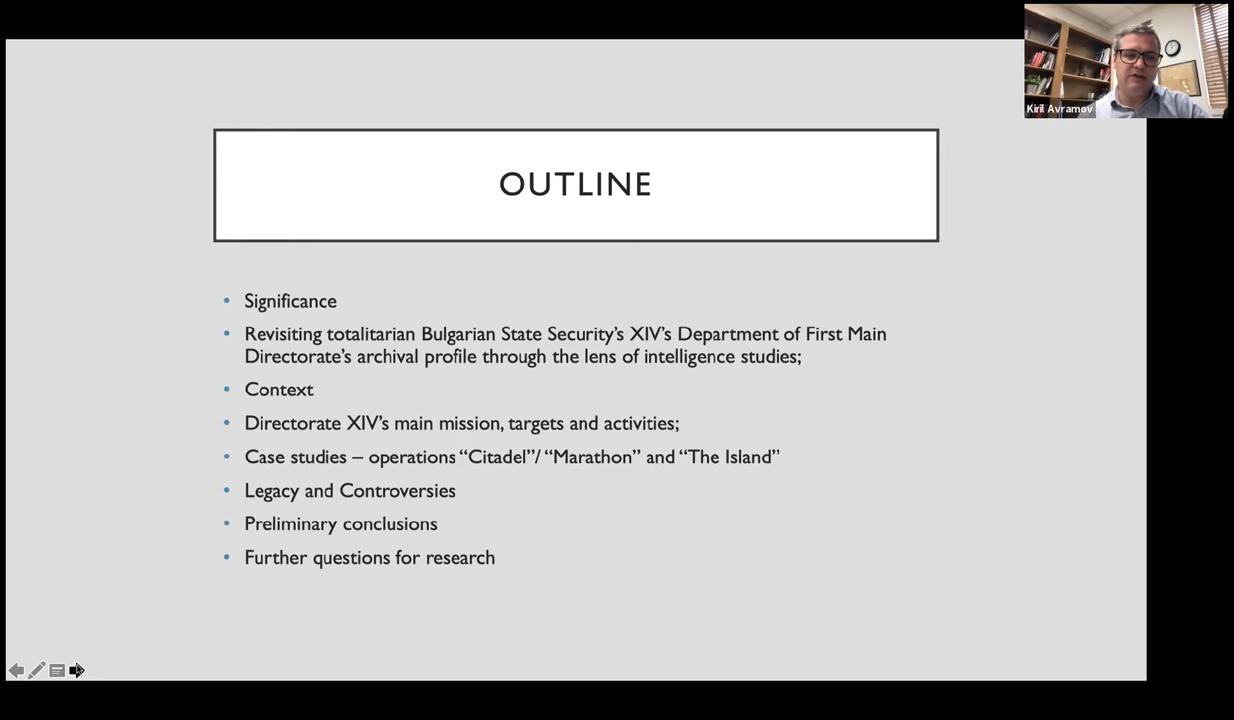 Kiril Avramov
OUTLINE
• Significance
• Revisiting totalitarian Bulgarian State Security's XIV's Department of First Main
Directorate's archival profile through the lens of intelligence studies;
• Context
• Directorate XIV's main mission, targets and activities;
• Case studies – operations “Citadel”/ “Marathon” and “The Island”
• Legacy and Controversies
• Preliminary conclusions
• Further questions for research